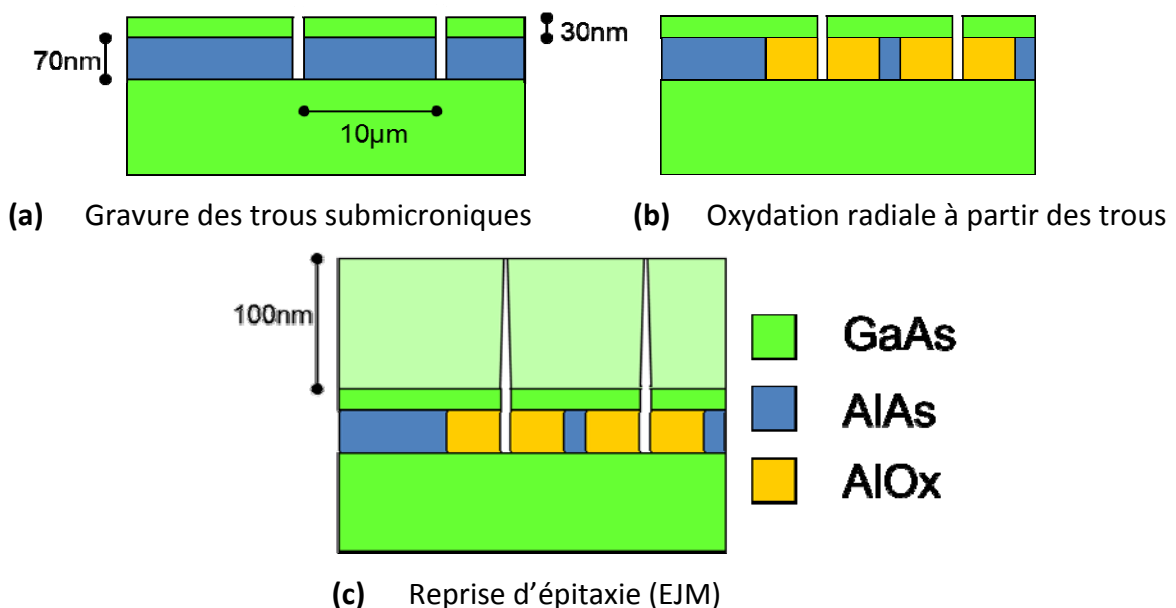 30nm
70nm
10µm
(a) Gravure des trous submicroniques
(b) Oxydation radiale à partir des trous
100nm
GaAs
AlAs
AlOx
(c) Reprise d’épitaxie (EJM)